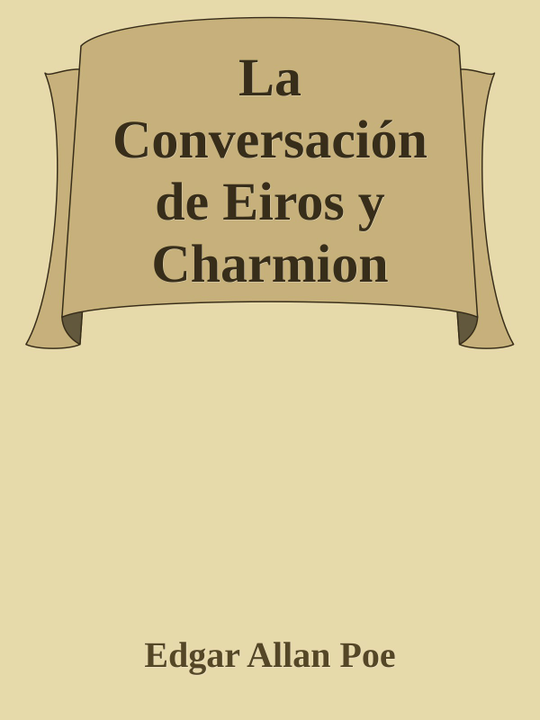 La
Conversación
de Eiros y
Charmion
Edgar Allan Poe